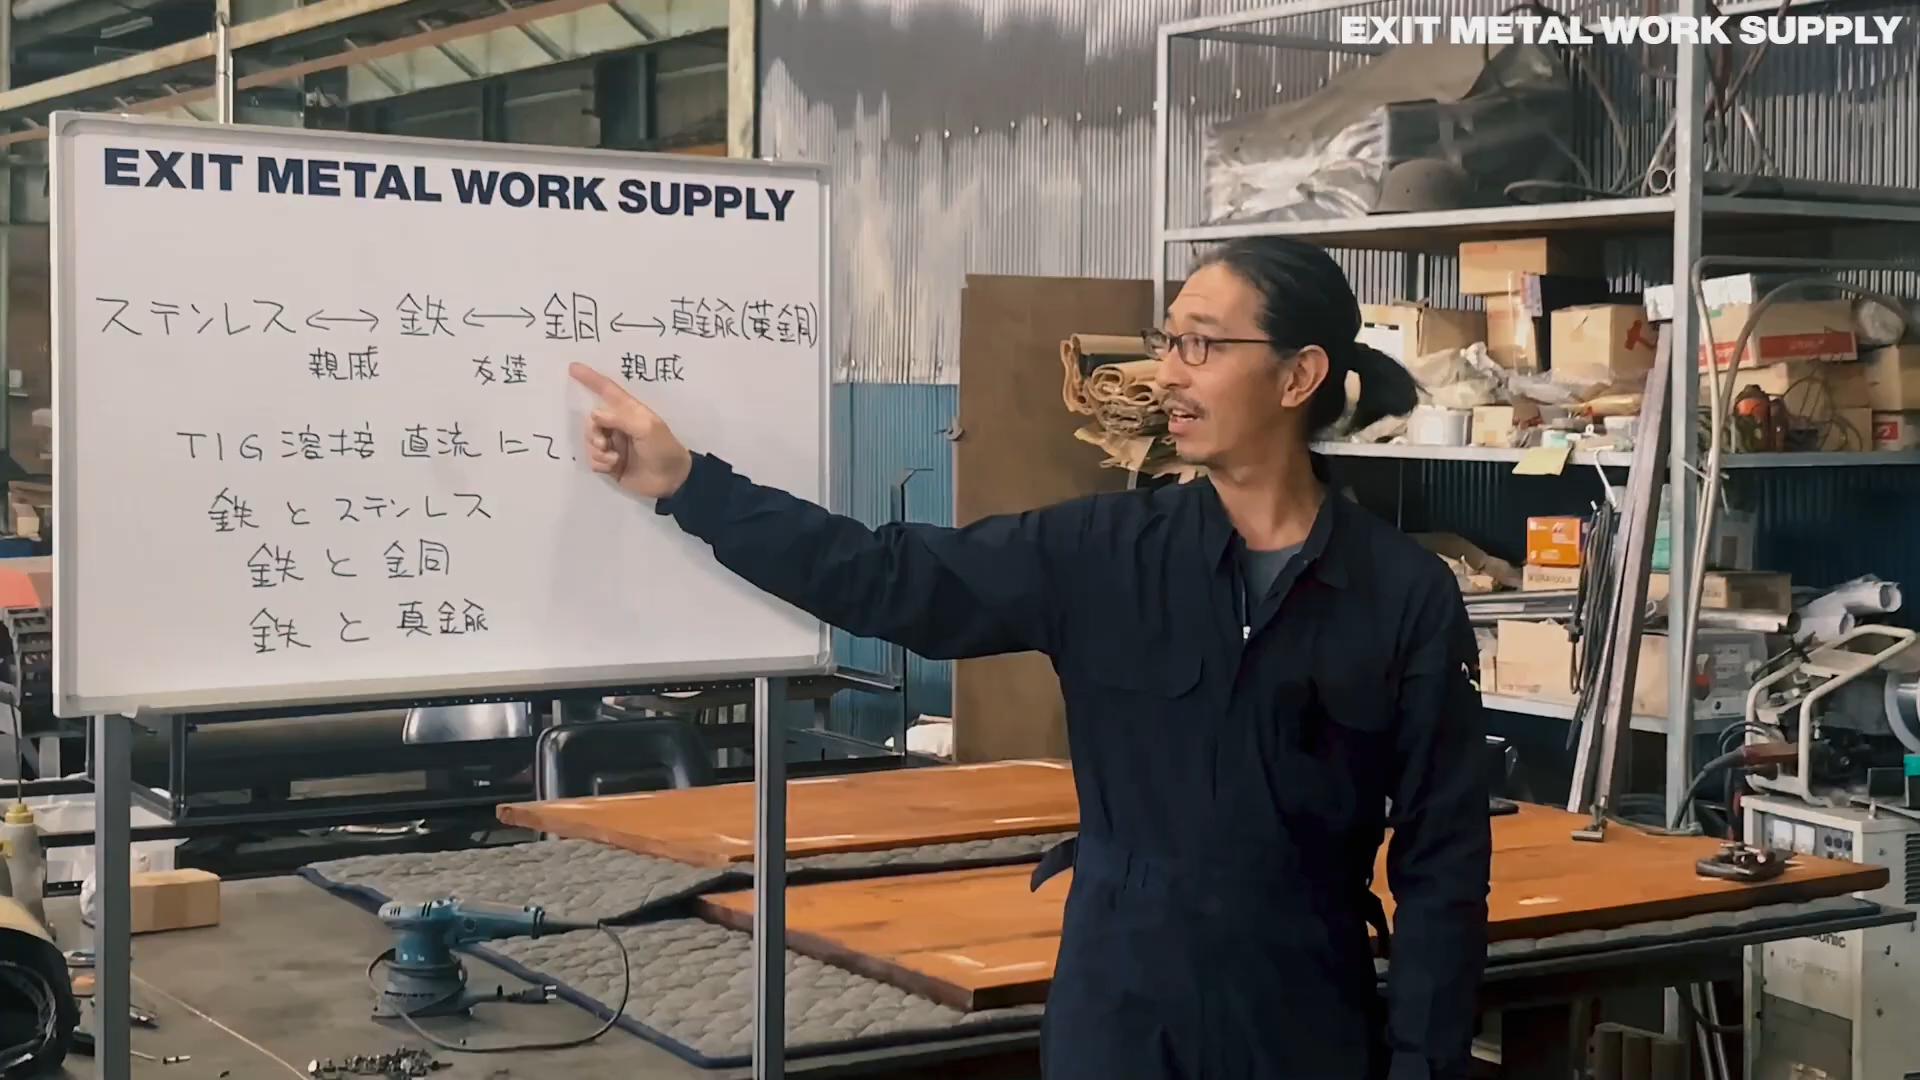 EXIT METAL WORK SUPPLY
EXIT METAL WORK SUPPLY
ステンレス ⟷ 鉄 ⟷ 銅 ⟷ 真鍮(黄銅)
親戚 友達 親戚
TIG 溶接 直流 にて.
鉄 と ステンレス
鉄 と 銅
鉄 と 真鍮